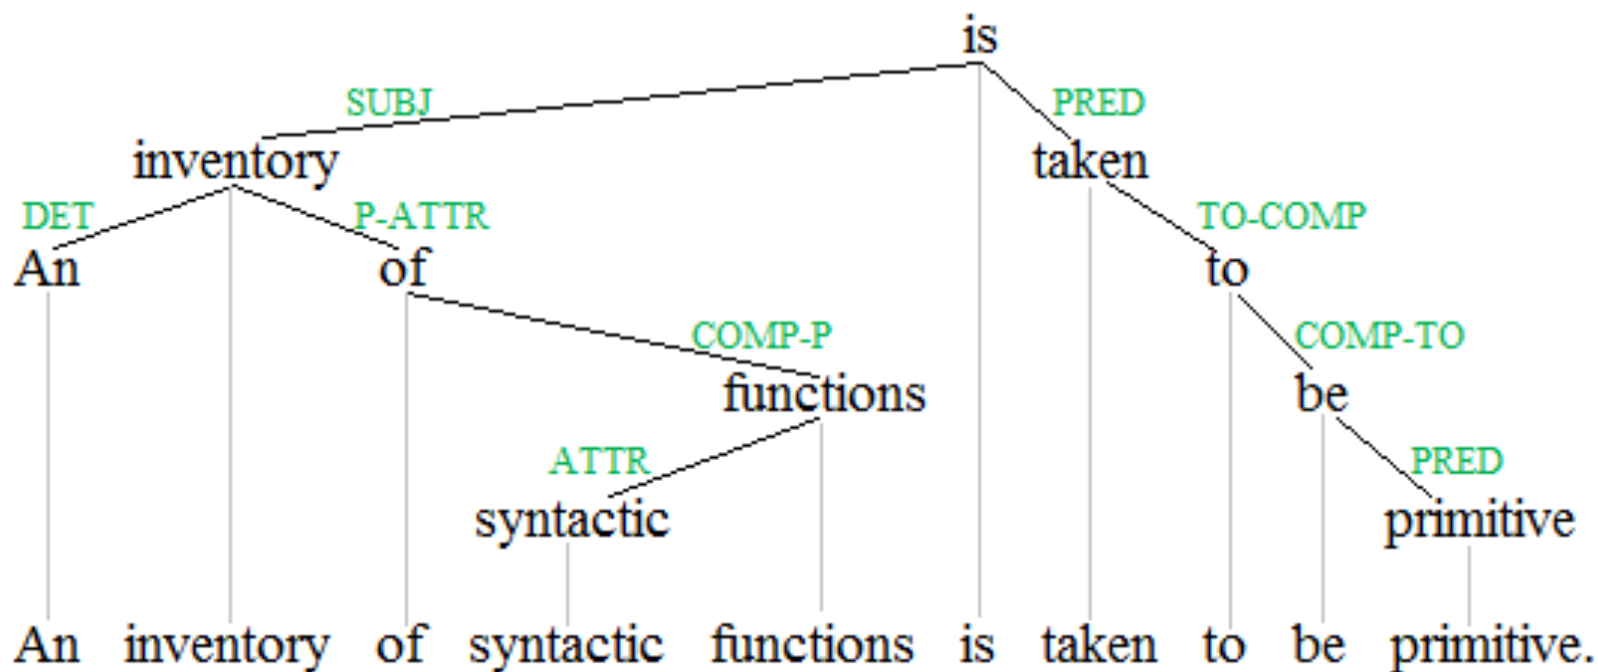 is
SUBJ PRED
inventory taken
DET P-ATTR TO-COMP
An of to
COMP-P COMP-TO
functions be
ATTR PRED
syntactic primitive
An inventory of syntactic functions is taken to be primitive.